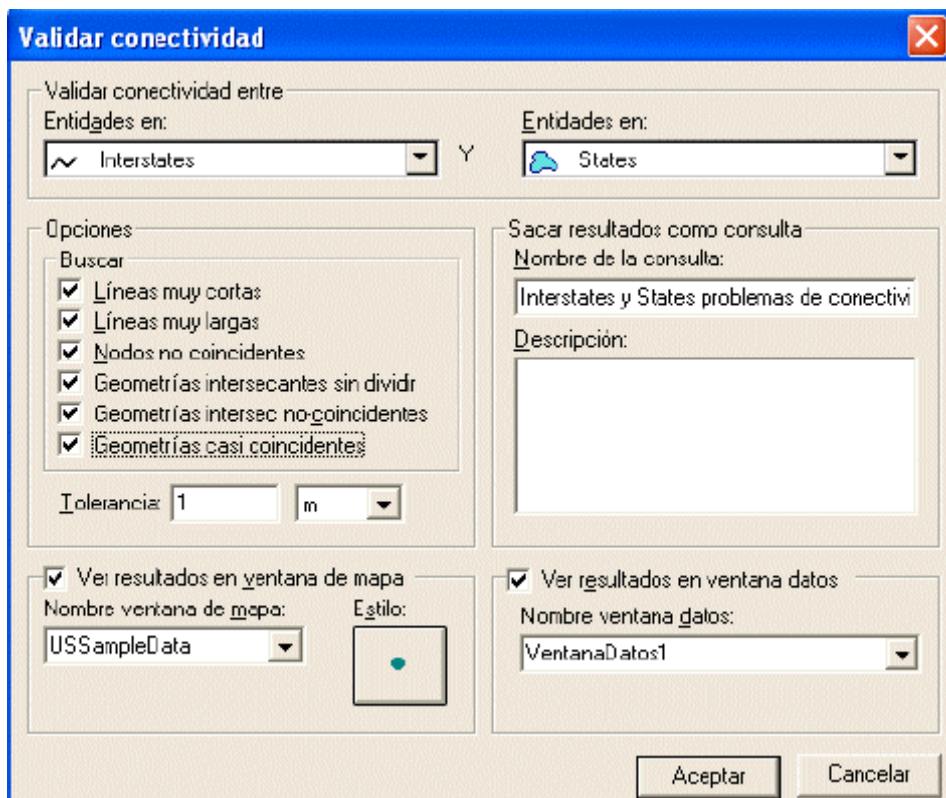 Validar conectividad
Validar conectividad entre
Entidades en:
Interstates
Y
Entidades en:
States
Opciones
Buscar
Líneas muy cortas
Líneas muy largas
Nodos no coincidentes
Geometrías intersecantes sin dividir
Geometrías intersec no-coincidentes
Geometrías casi coincidentes
Tolerancia: 1 m
Sacar resultados como consulta
Nombre de la consulta:
Interstates y States problemas de conectivi
Descripción:
Ver resultados en ventana de mapa
Nombre ventana de mapa:
Estilo:
USSampleData
Ver resultados en ventana datos
Nombre ventana datos:
VentanaDatos1
Aceptar
Cancelar